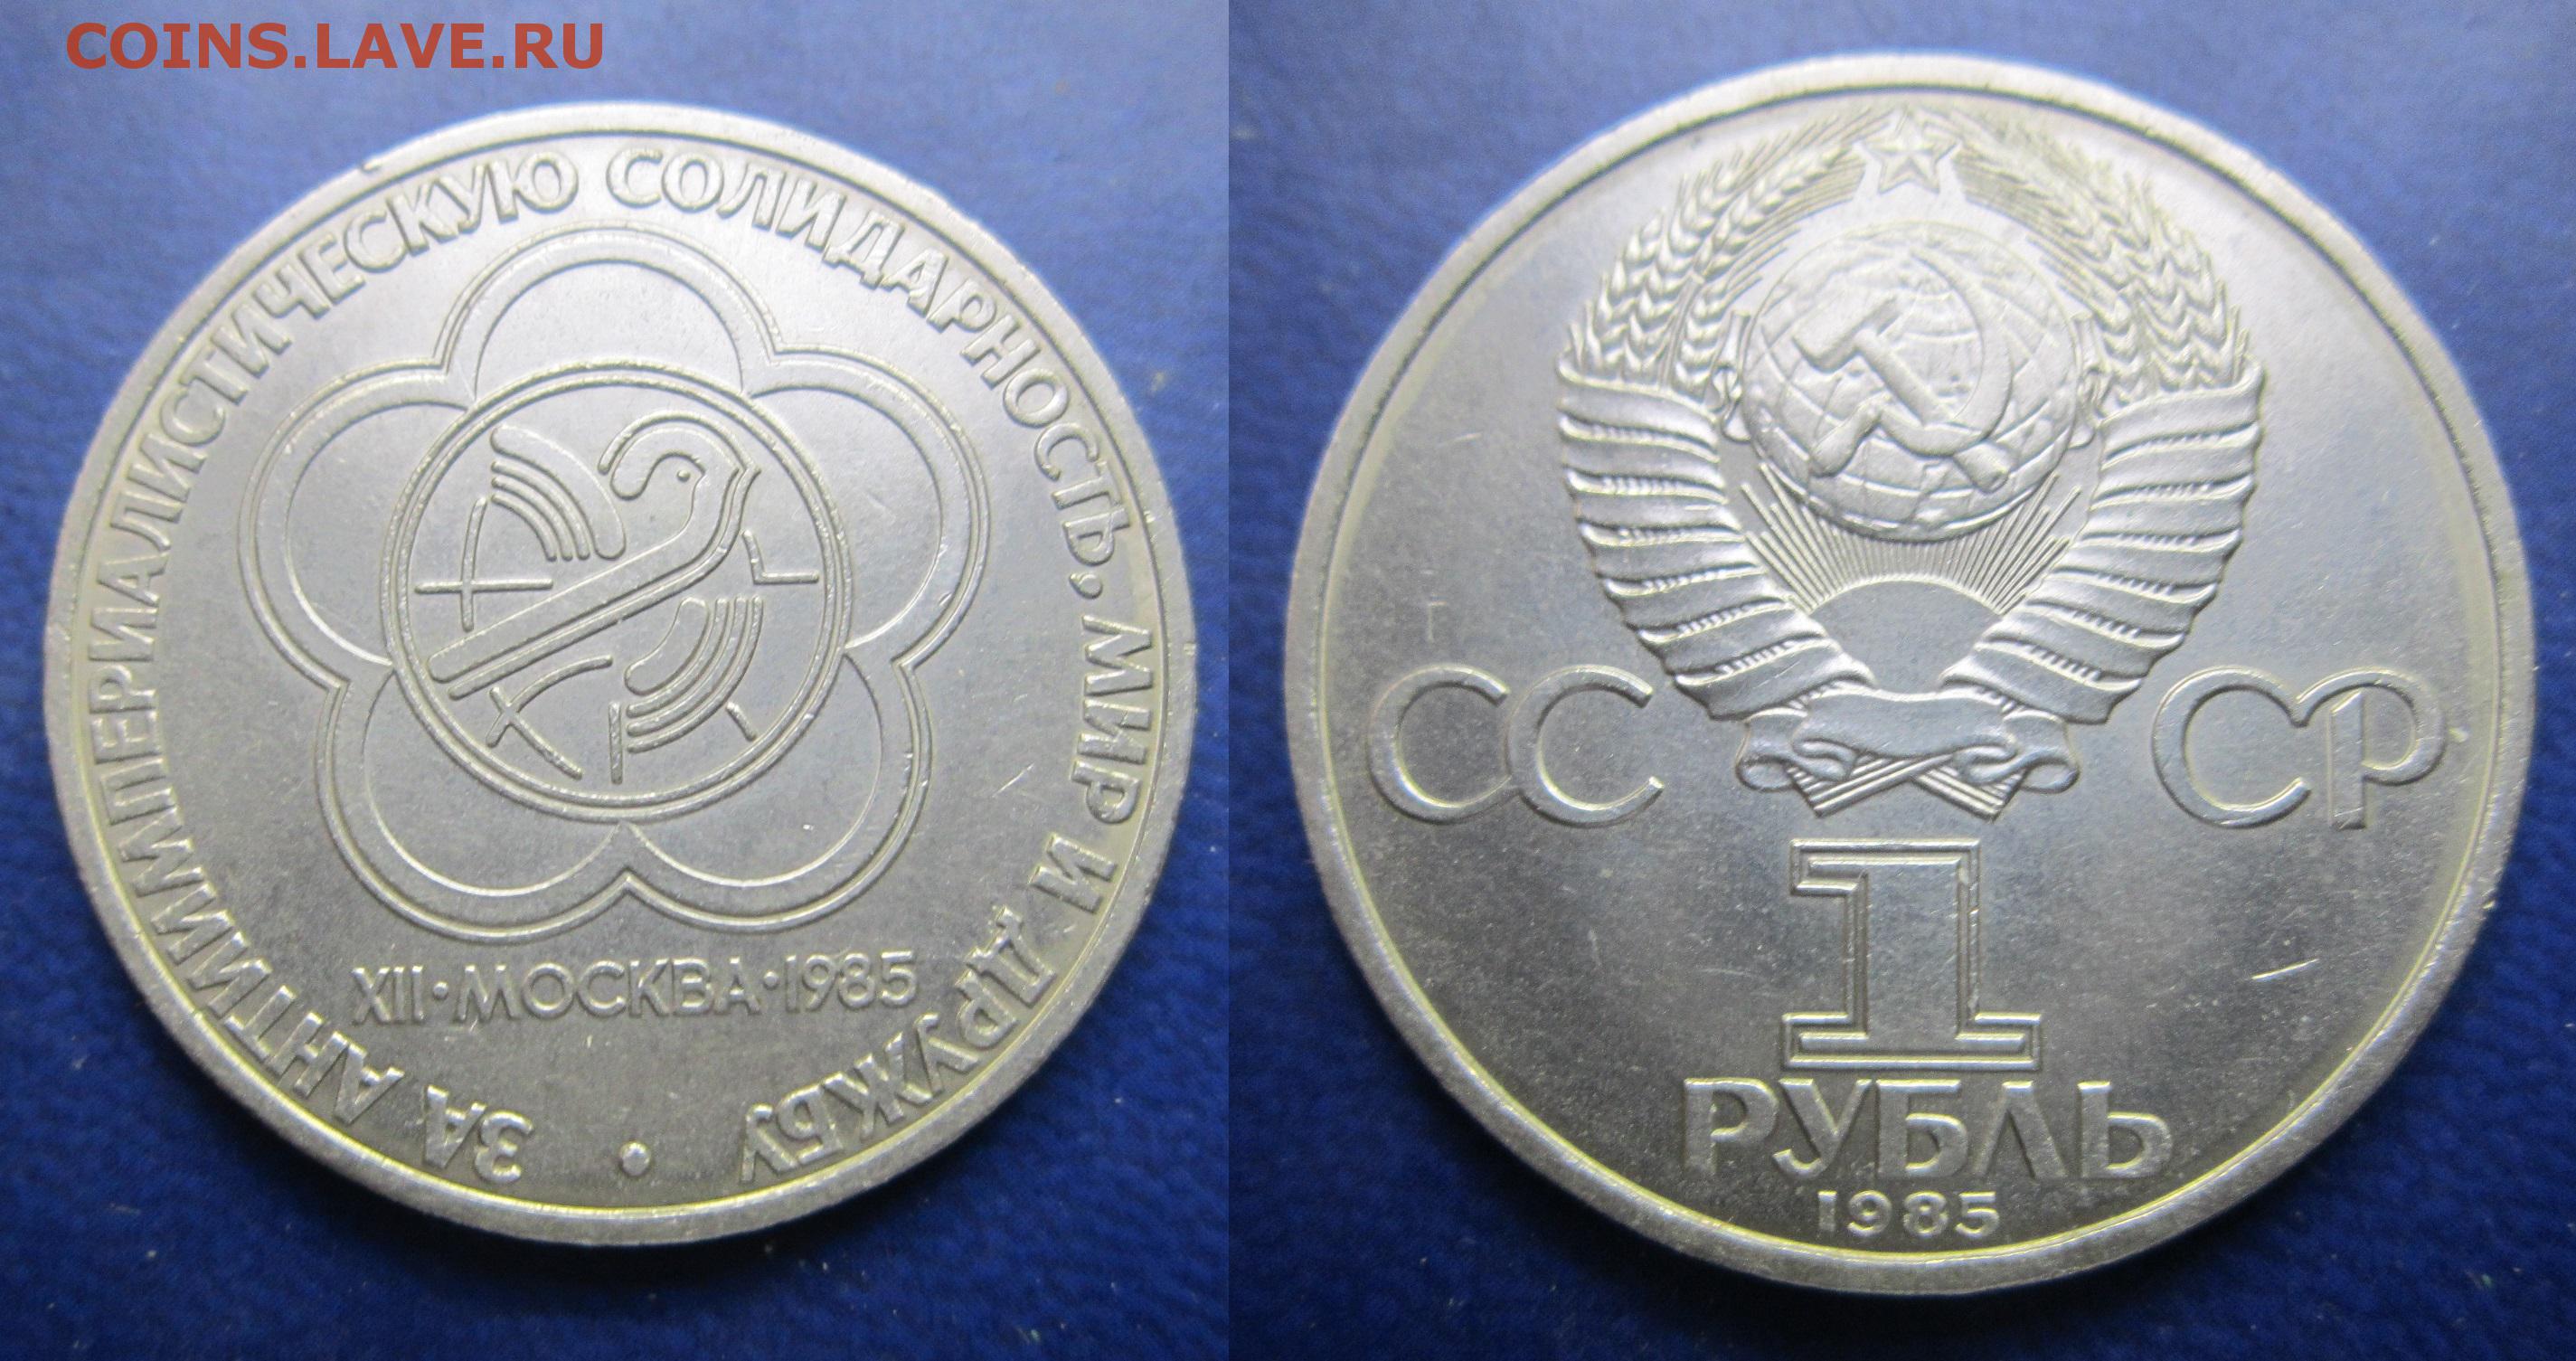 COINS.LAVE.RU
ЗА АНТИИМПЕРИАЛИСТИЧЕСКУЮ СОЛИДАРНОСТЬ, МИР И ДРУЖБУ •
XII•МОСКВА•1985
СС СР
1
РУБЛЬ
1985